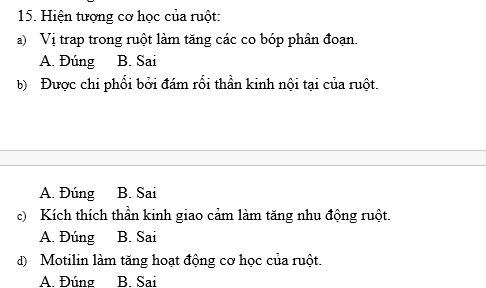 15. Hiện tượng cơ học của ruột:
a) Vị trap trong ruột làm tăng các co bóp phân đoạn.
A. Đúng B. Sai
b) Được chi phối bởi đám rối thần kinh nội tại của ruột.
A. Đúng B. Sai
c) Kích thích thần kinh giao cảm làm tăng nhu động ruột.
A. Đúng B. Sai
d) Motilin làm tăng hoạt động cơ học của ruột.
A. Đúng B. Sai